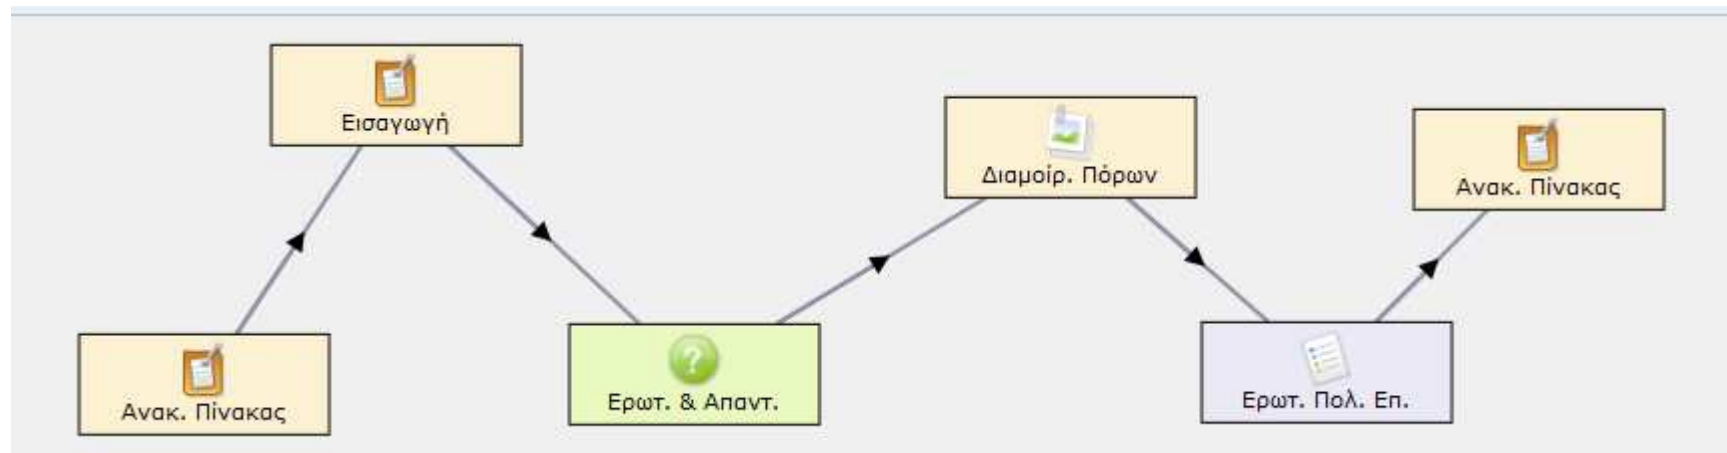 Εισαγωγή
Διαμοίρ. Πόρων
Ανακ. Πίνακας
Ανακ. Πίνακας
Ερωτ. & Απαντ.
Ερωτ. Πολ. Επ.